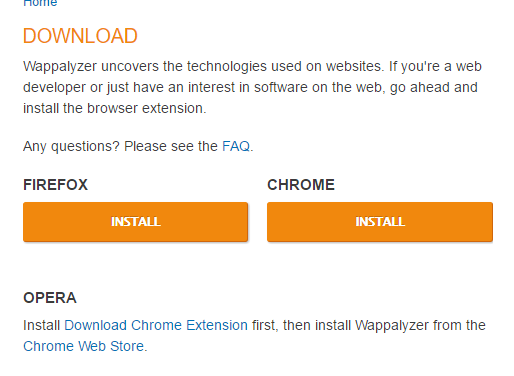 Home
DOWNLOAD
Wappalyzer uncovers the technologies used on websites. If you're a web
developer or just have an interest in software on the web, go ahead and
install the browser extension.
Any questions? Please see the FAQ.
FIREFOX CHROME
INSTALL INSTALL
OPERA
Install Download Chrome Extension first, then install Wappalyzer from the
Chrome Web Store.